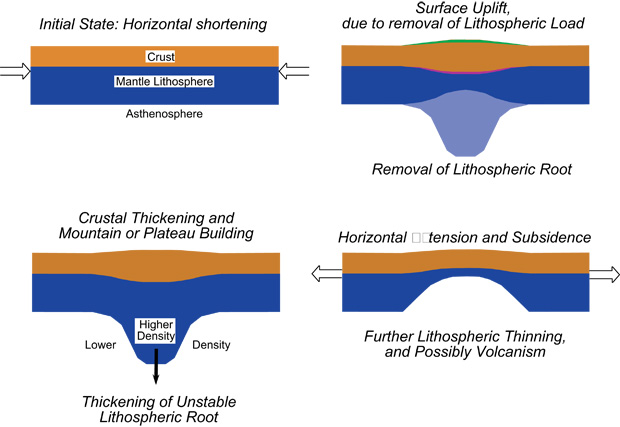 Initial State: Horizontal shortening
Crust
Mantle Lithosphere
Asthenosphere
Crustal Thickening and
Mountain or Plateau Building
Higher
Density
Lower
Density
Thickening of Unstable
Lithospheric Root
Surface Uplift,
due to removal of Lithospheric Load
Removal of Lithospheric Root
Horizontal □□tension and Subsidence
Further Lithospheric Thinning,
and Possibly Volcanism